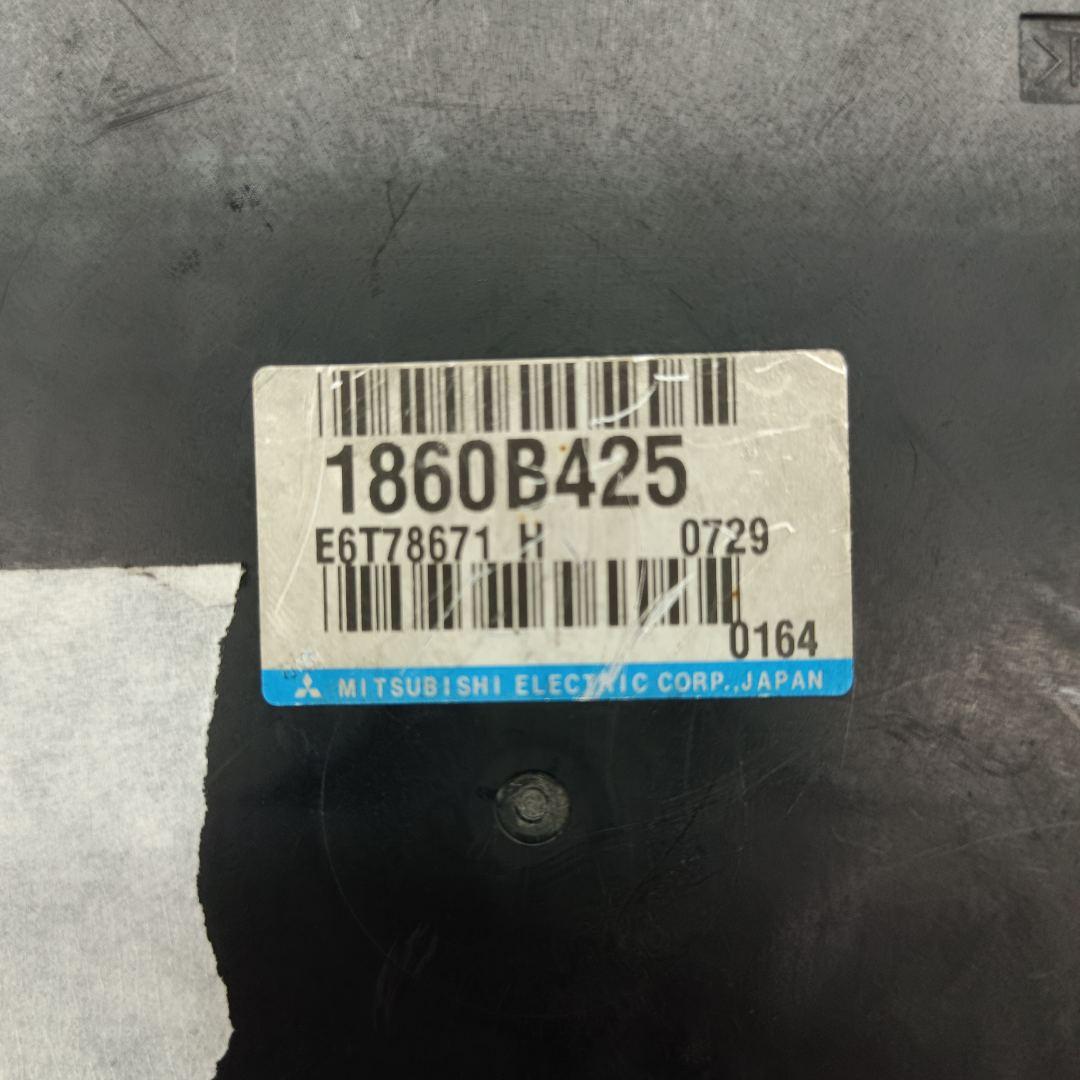 1860B425
E6T78671 H 0729
0164
MITSUBISHI ELECTRIC CORP.,JAPAN